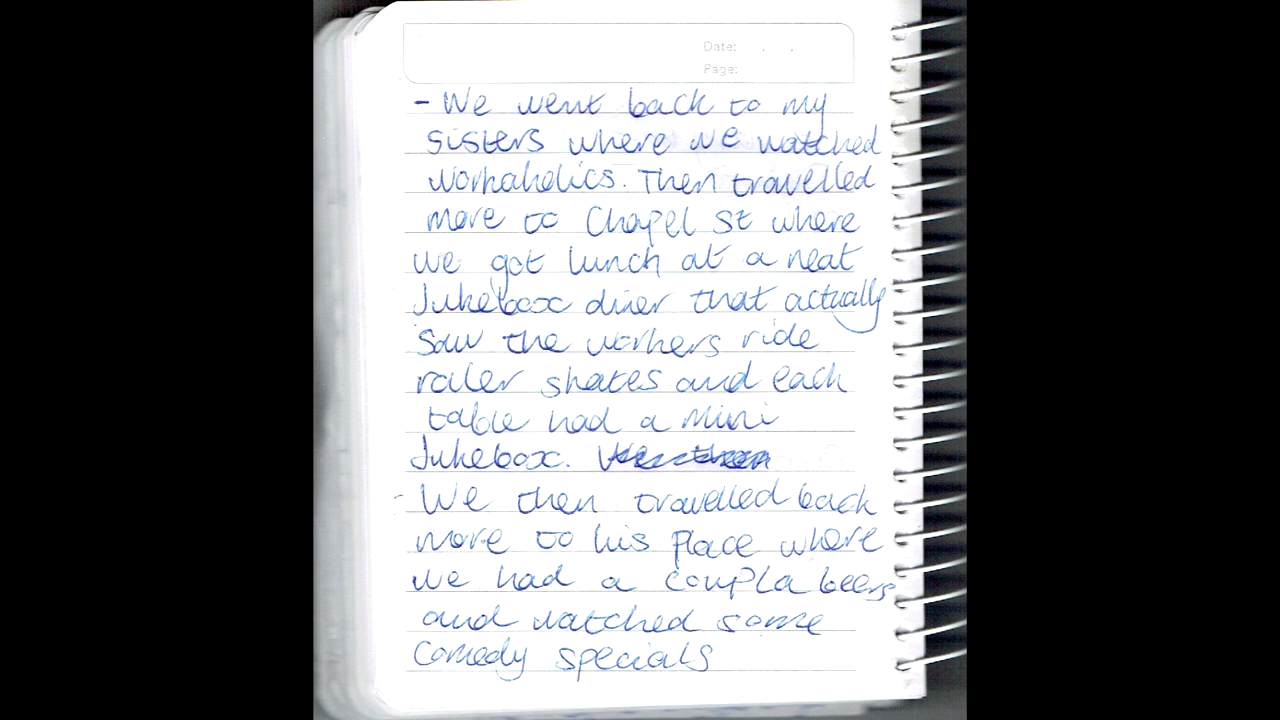 Date: . .
Page:
- We went back to my
sisters where we watched
workaholics. Then travelled
more to Chapel St where
we got lunch at a neat
Jukebox diner that actually
saw the workers ride
roller skates and each
table had a mini
Jukebox. We then
- We then travelled back
more to his place where
we had a coupla beers
and watched some
comedy specials